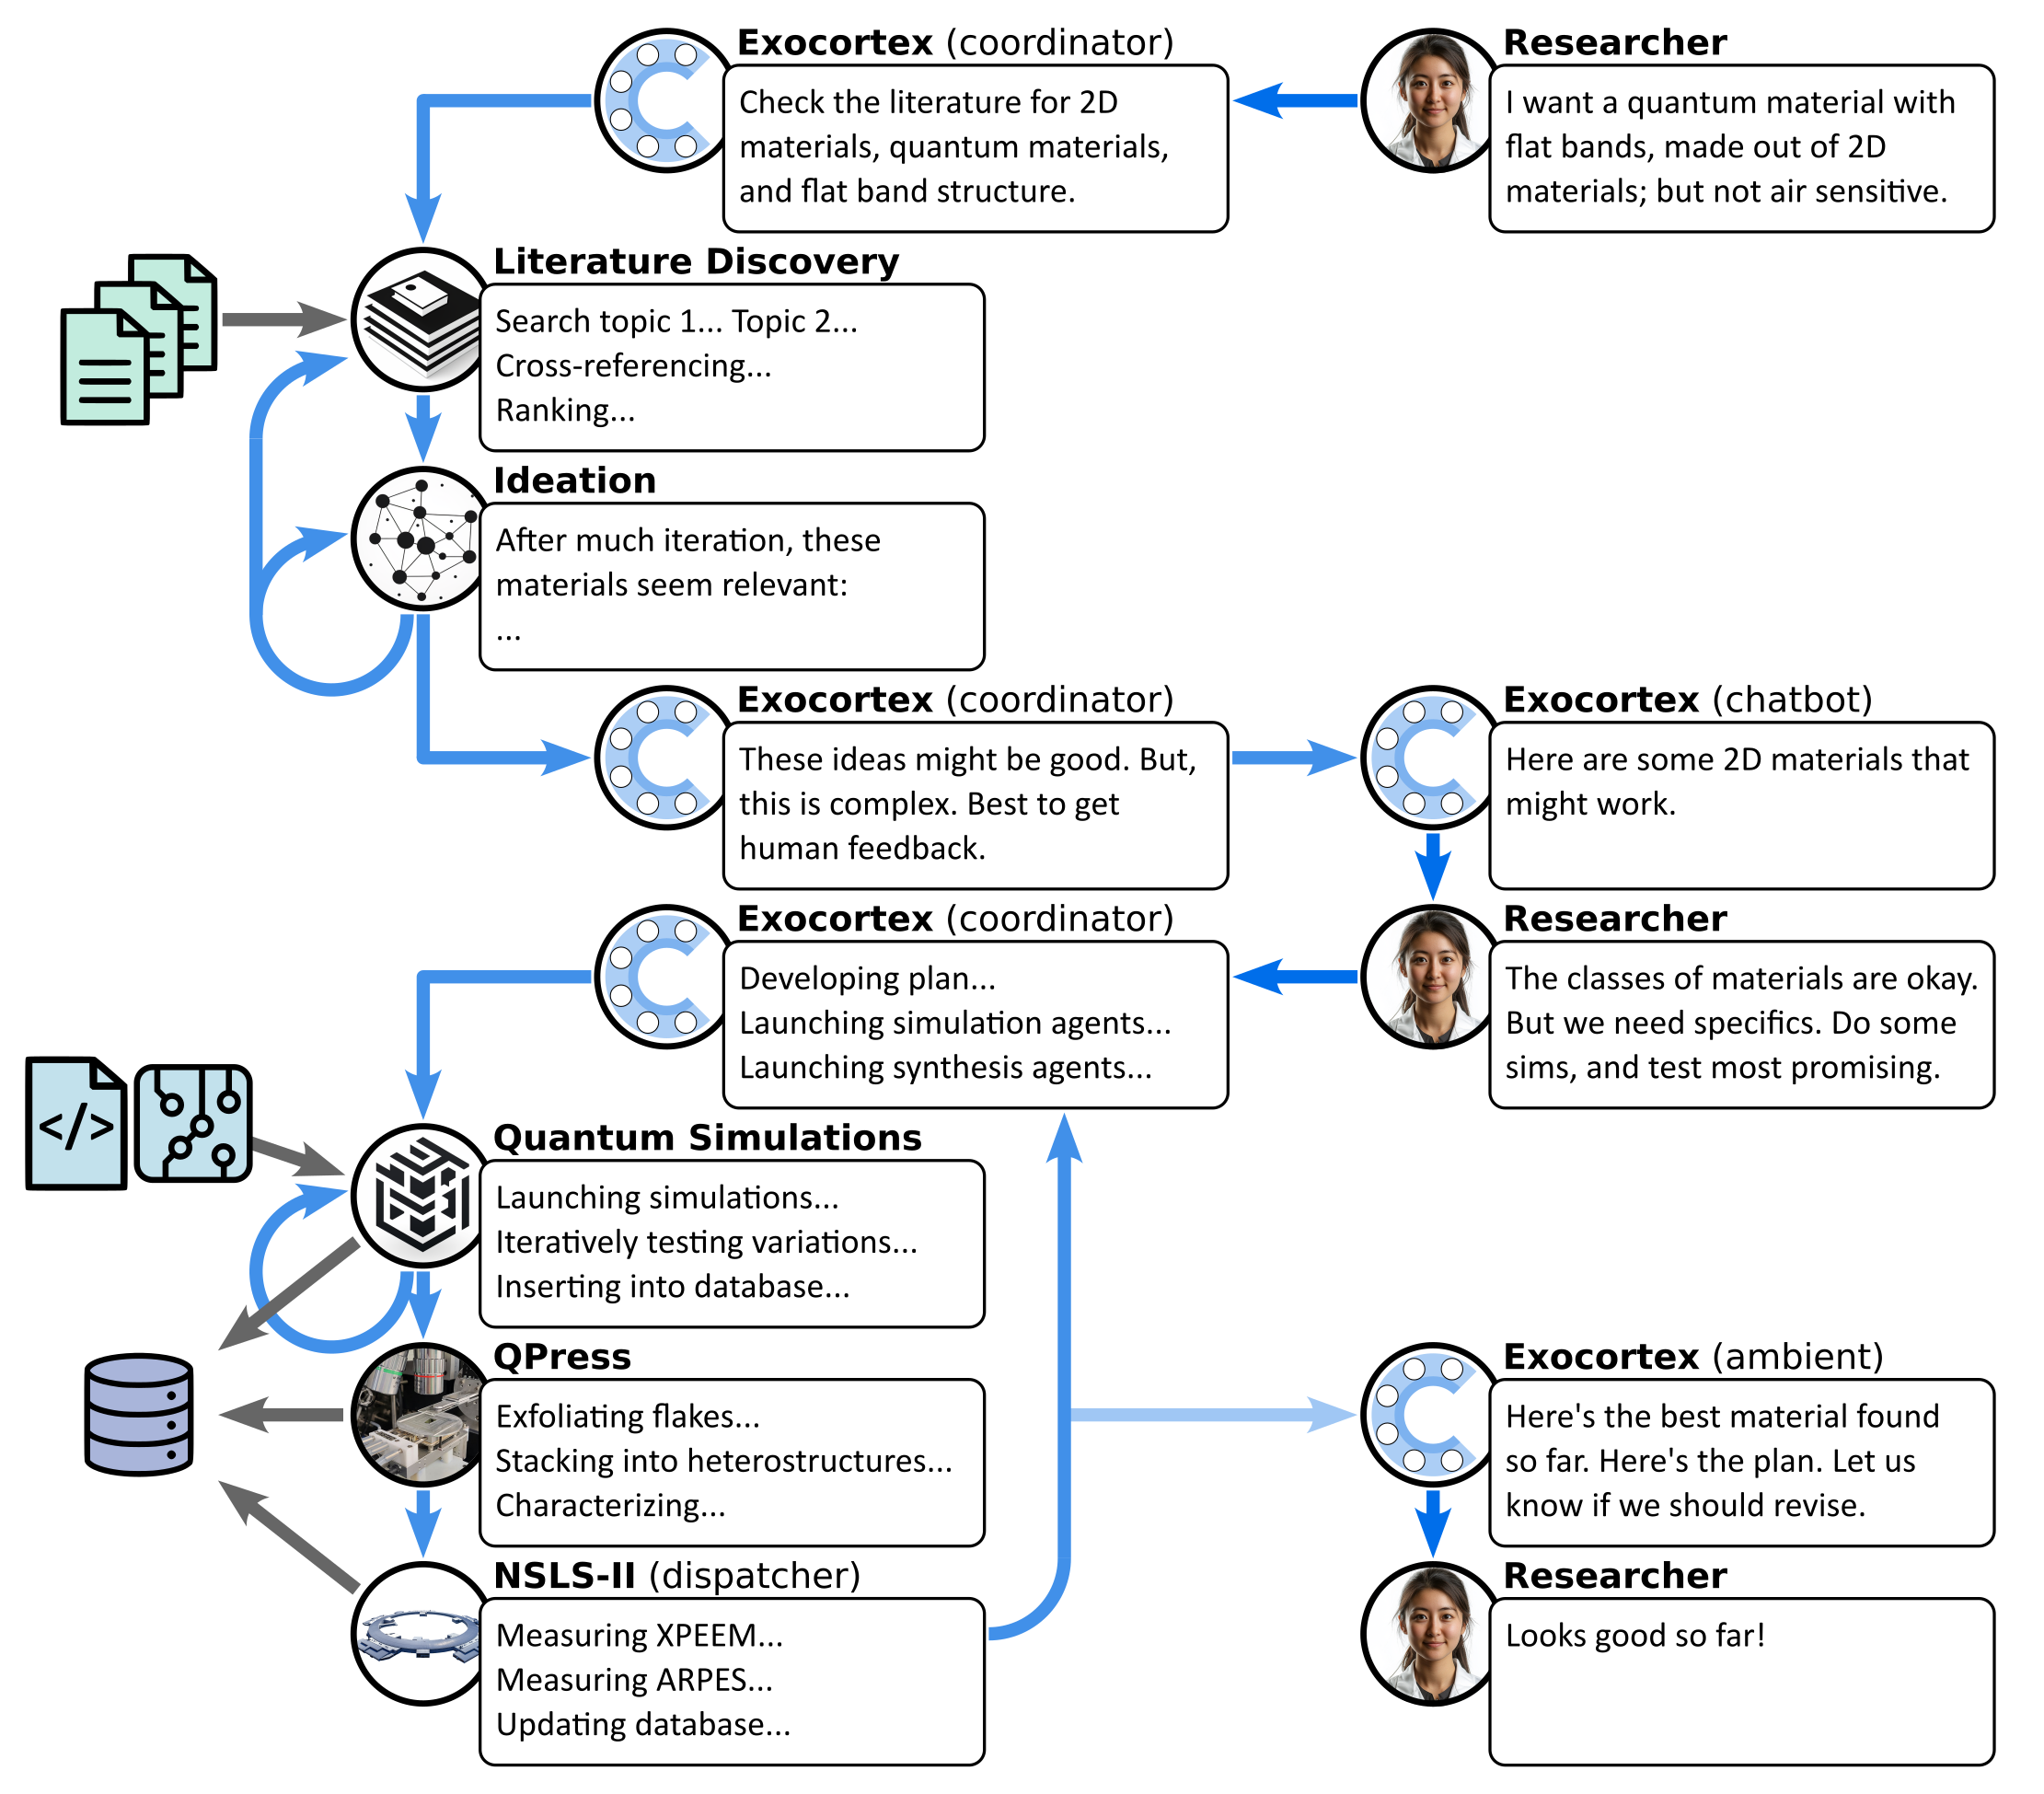 Exocortex (coordinator)
Check the literature for 2D
materials, quantum materials,
and flat band structure.
Researcher
I want a quantum material with
flat bands, made out of 2D
materials; but not air sensitive.
Literature Discovery
Search topic 1... Topic 2...
Cross-referencing...
Ranking...
Ideation
After much iteration, these
materials seem relevant:
...
Exocortex (coordinator)
These ideas might be good. But,
this is complex. Best to get
human feedback.
Exocortex (chatbot)
Here are some 2D materials that
might work.
Exocortex (coordinator)
Developing plan...
Launching simulation agents...
Launching synthesis agents...
Researcher
The classes of materials are okay.
But we need specifics. Do some
sims, and test most promising.
</>
Quantum Simulations
Launching simulations...
Iteratively testing variations...
Inserting into database...
QPress
Exfoliating flakes...
Stacking into heterostructures...
Characterizing...
Exocortex (ambient)
Here's the best material found
so far. Here's the plan. Let us
know if we should revise.
NSLS-II (dispatcher)
Measuring XPEEM...
Measuring ARPES...
Updating database...
Researcher
Looks good so far!